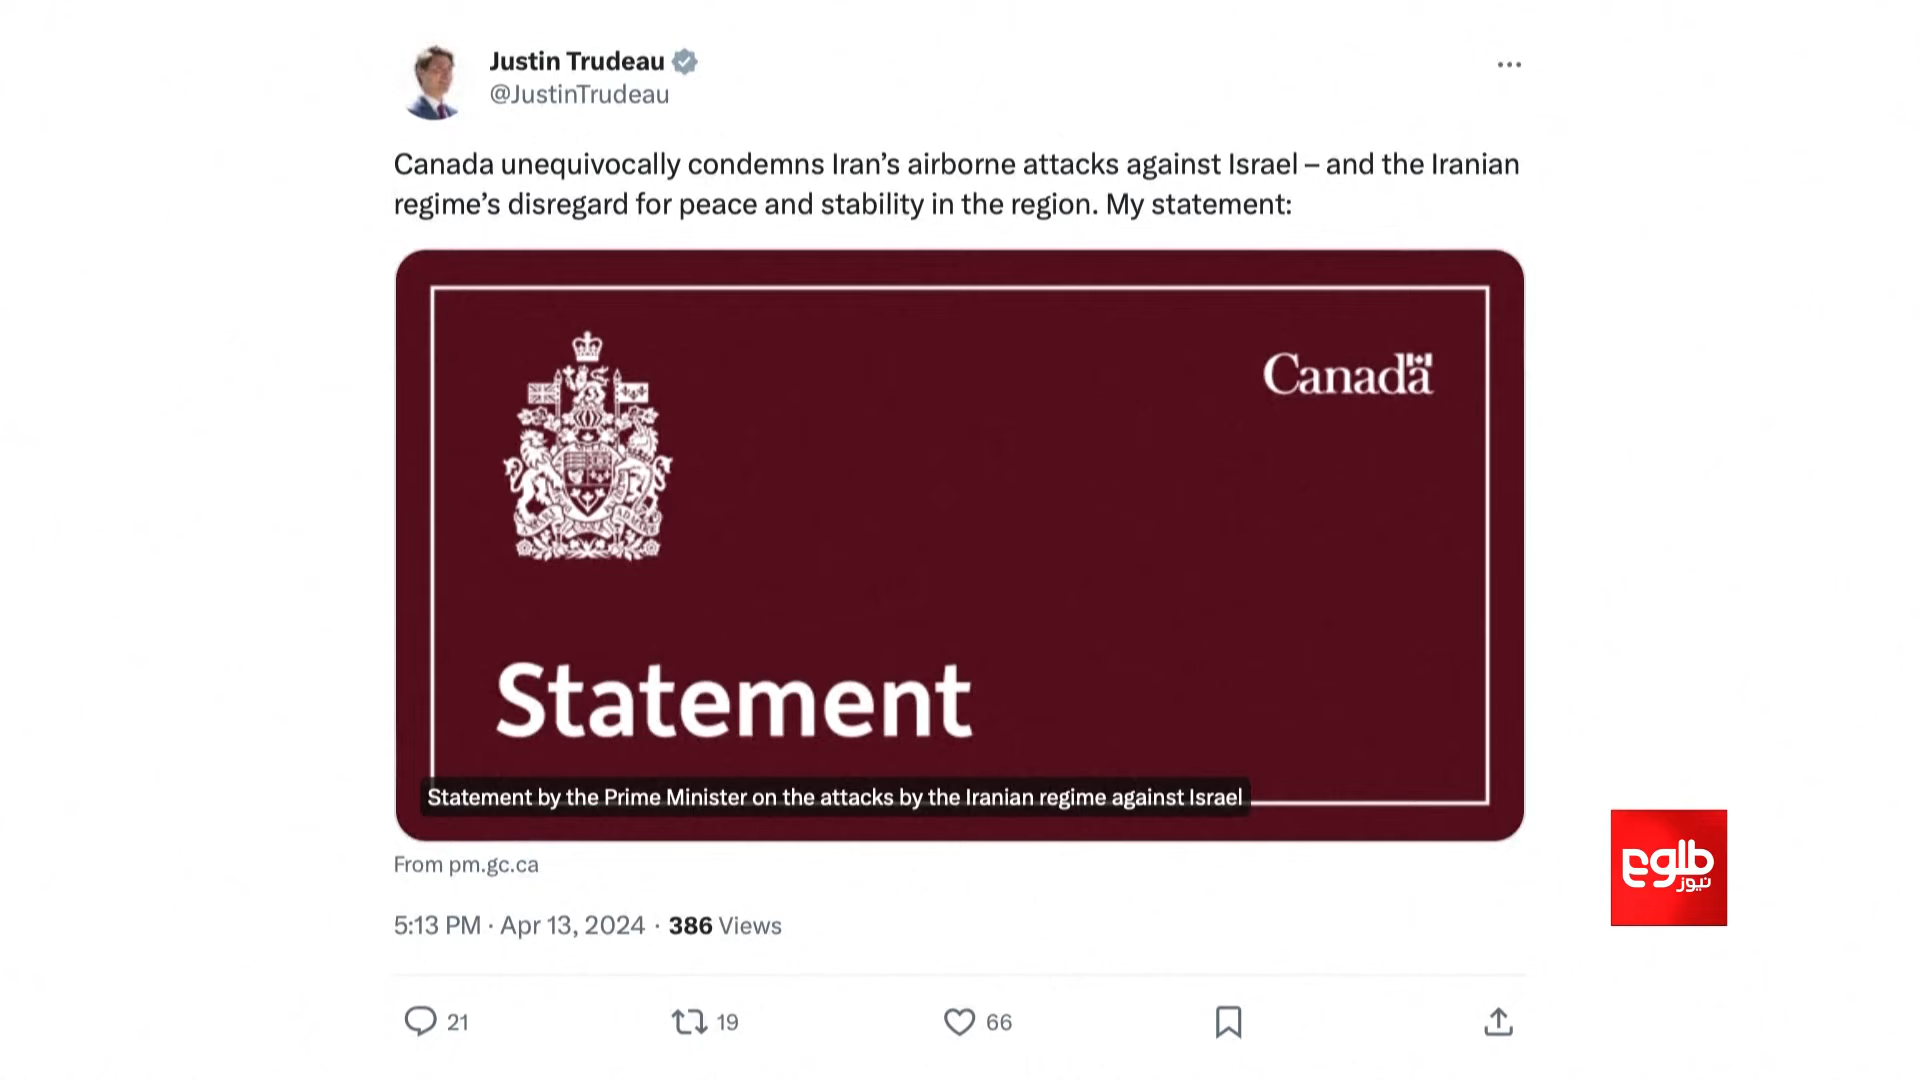 Justin Trudeau
@JustinTrudeau
Canada unequivocally condemns Iran’s airborne attacks against Israel – and the Iranian
regime’s disregard for peace and stability in the region. My statement:
Canada
Statement
Statement by the Prime Minister on the attacks by the Iranian regime against Israel
From pm.gc.ca
5:13 PM · Apr 13, 2024 · 386 Views
21
19
66
طلوع
نیوز